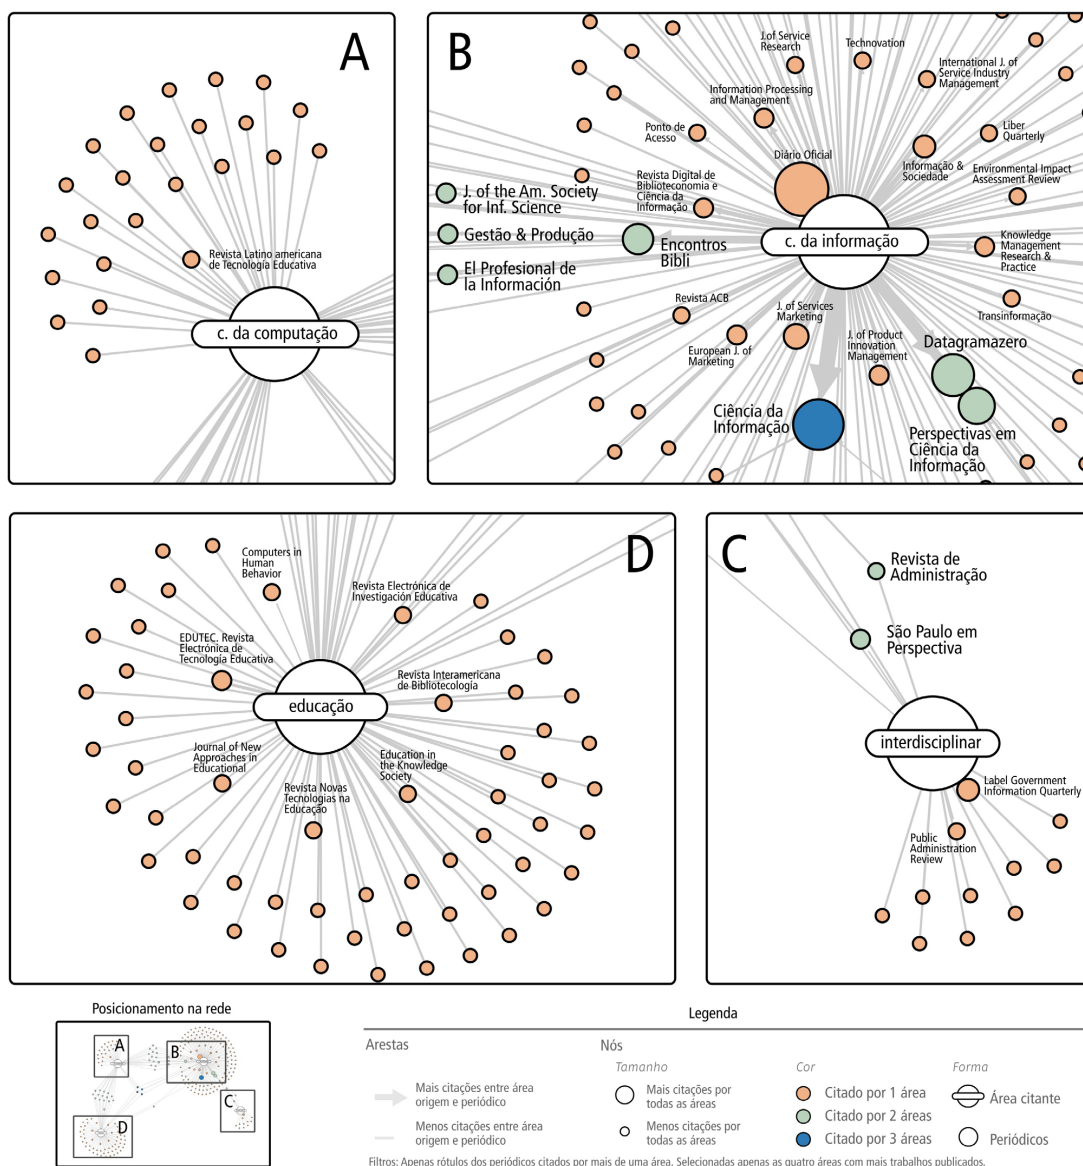 A
Revista Latino americana
de Tecnología Educativa
c. da computação
B
J.of Service
Research
Technovation
International J. of
Service Industry
Management
Information Processing
and Management
Ponto de
Acesso
Liber
Quarterly
Diário Oficial
Informação &
Sociedade
Environmental Impact
Assessment Review
Revista Digital de
Biblioteconomia e
Ciência da
Informação
J. of the Am. Society
for Inf. Science
Gestão & Produção
El Profesional de
la Información
Encontros
Bibli
c. da informação
Knowledge
Management
Research &
Practice
Revista ACB
J. of Services
Marketing
Transinformação
European J. of
Marketing
J. of Product
Innovation
Management
Datagramazero
Ciência da
Informação
Perspectivas em
Ciência da
Informação
D
Computers in
Human
Behavior
Revista Electrónica de
Investigación Educativa
EDUTEC. Revista
Electrónica de
Tecnología Educativa
Revista Interamericana
de Bibliotecología
educação
Journal of New
Approaches in
Educational
Education in
the Knowledge
Society
Revista Novas
Tecnologias na
Educação
C
Revista de
Administração
São Paulo em
Perspectiva
interdisciplinar
Label Government
Information Quarterly
Public
Administration
Review
Posicionamento na rede
A
B
C
D
Legenda
Arestas
Mais citações entre área
origem e periódico
Menos citações entre área
origem e periódico
Nós
Tamanho
Mais citações por
todas as áreas
Menos citações por
todas as áreas
Cor
Citado por 1 área
Citado por 2 áreas
Citado por 3 áreas
Forma
Área citante
Periódicos
Filtros: Apenas rótulos dos periódicos citados por mais de uma área. Selecionadas apenas as quatro áreas com mais trabalhos publicados.